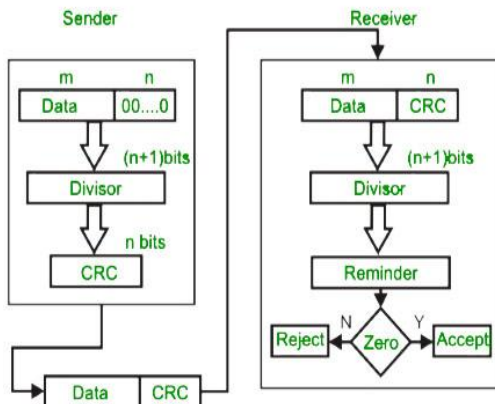 Sender
m n
Data 00....0
(n+1)bits
Divisor
n bits
CRC
Data CRC
Receiver
m n
Data CRC
(n+1)bits
Divisor
Reminder
Reject N Zero Y Accept